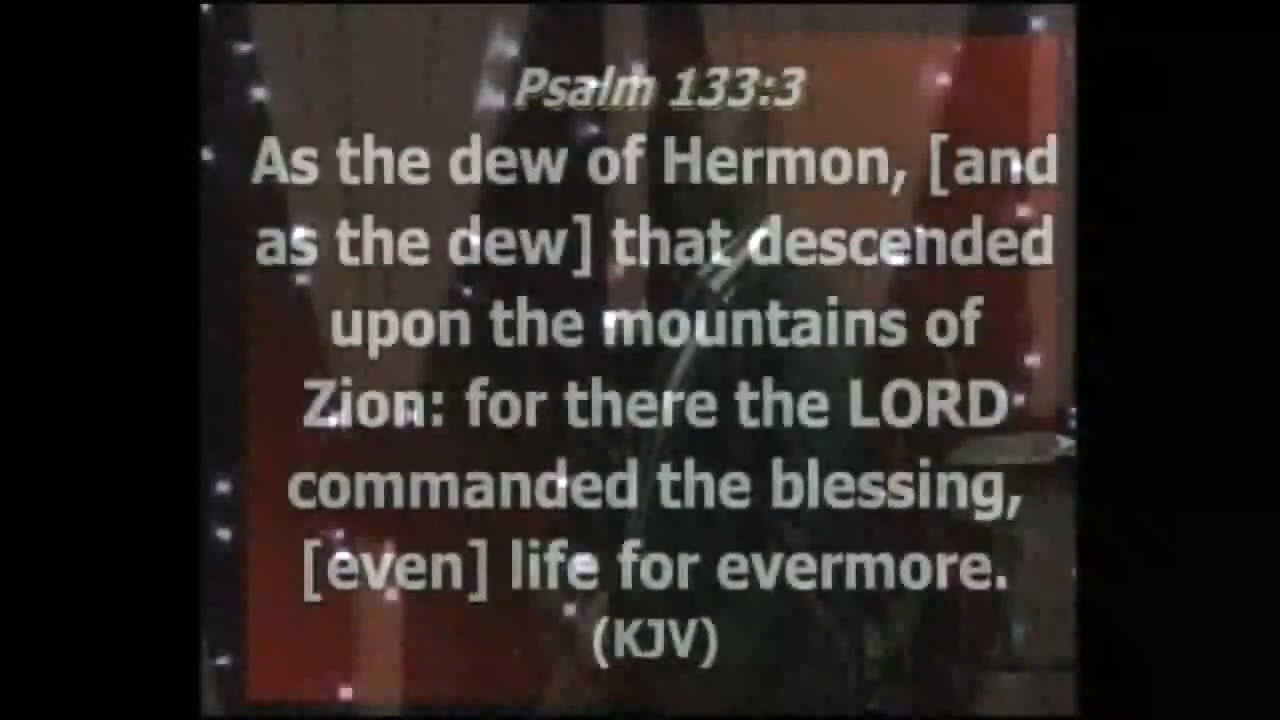 Psalm 133:3
As the dew of Hermon, [and
as the dew] that descended
upon the mountains of
Zion: for there the LORD
commanded the blessing,
[even] life for evermore.
(KJV)